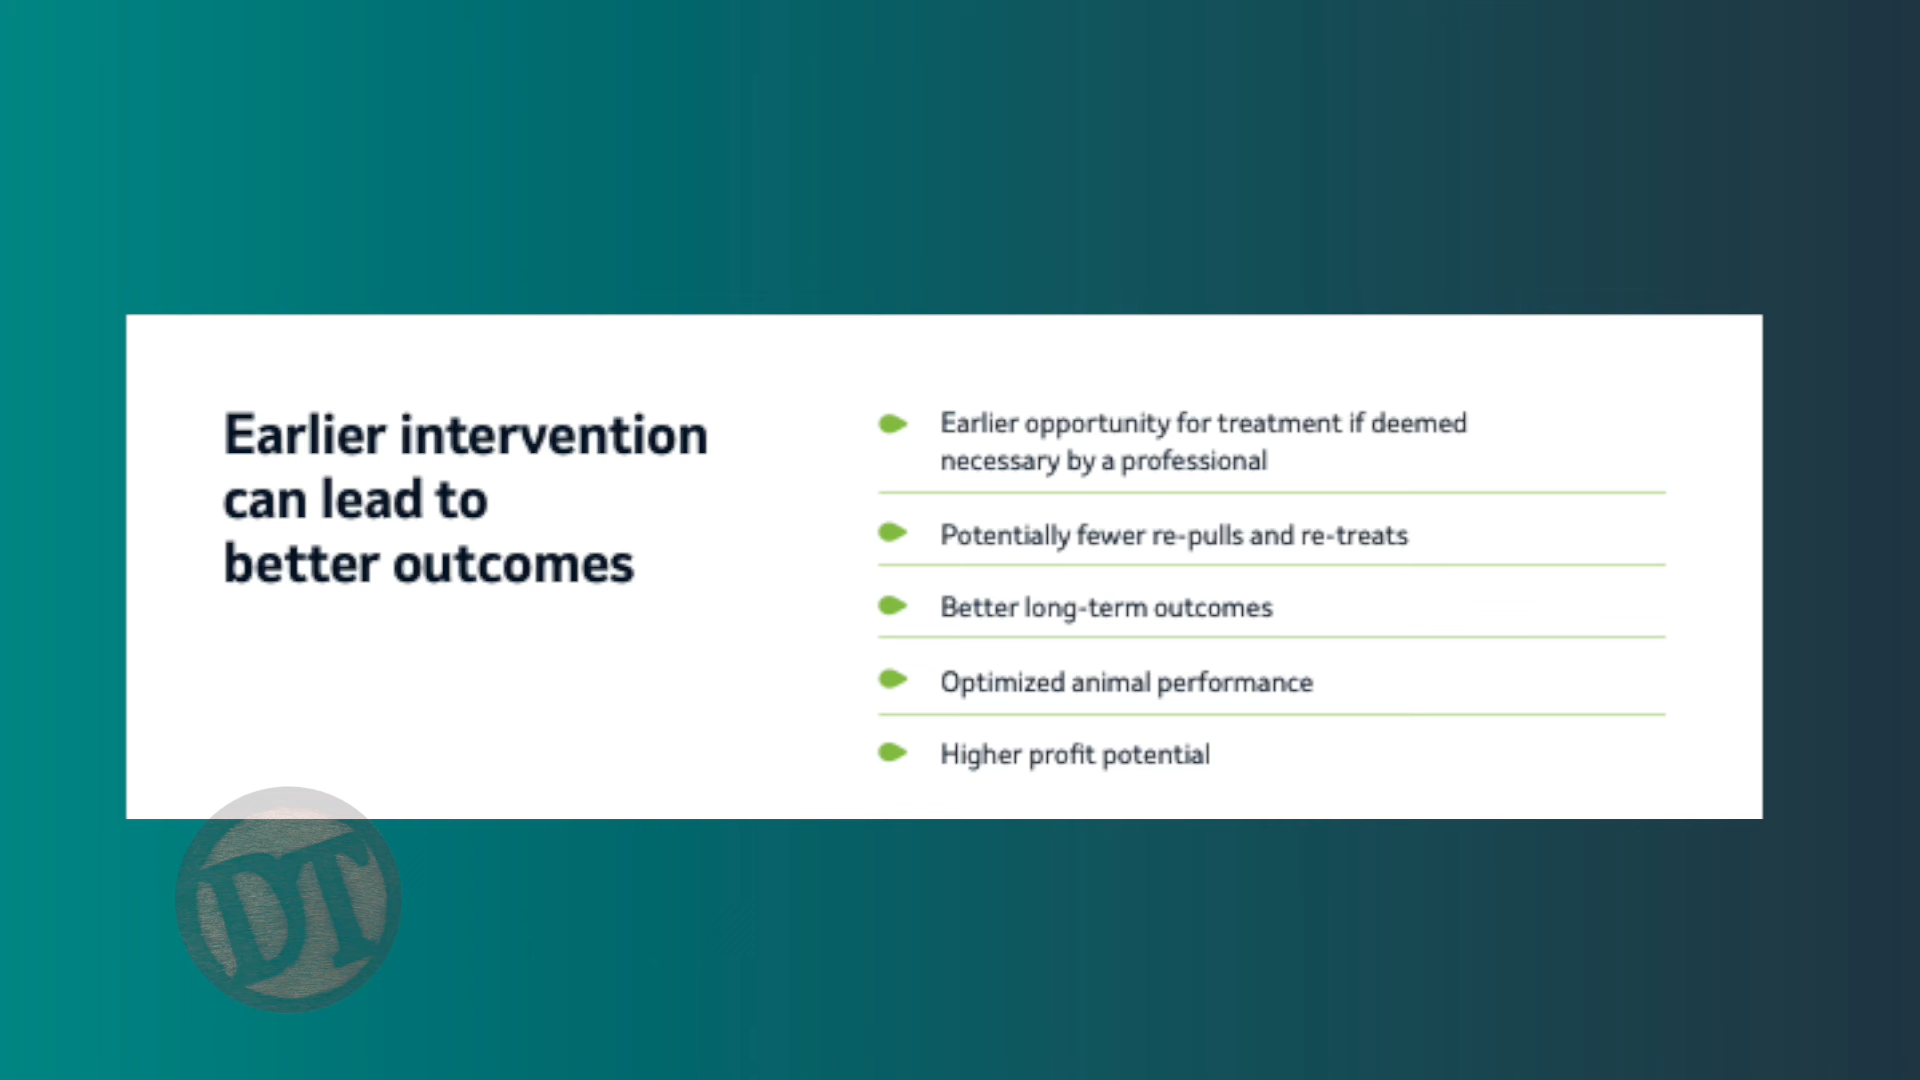 Earlier intervention
can lead to
better outcomes
Earlier opportunity for treatment if deemed
necessary by a professional
Potentially fewer re-pulls and re-treats
Better long-term outcomes
Optimized animal performance
Higher profit potential
DT